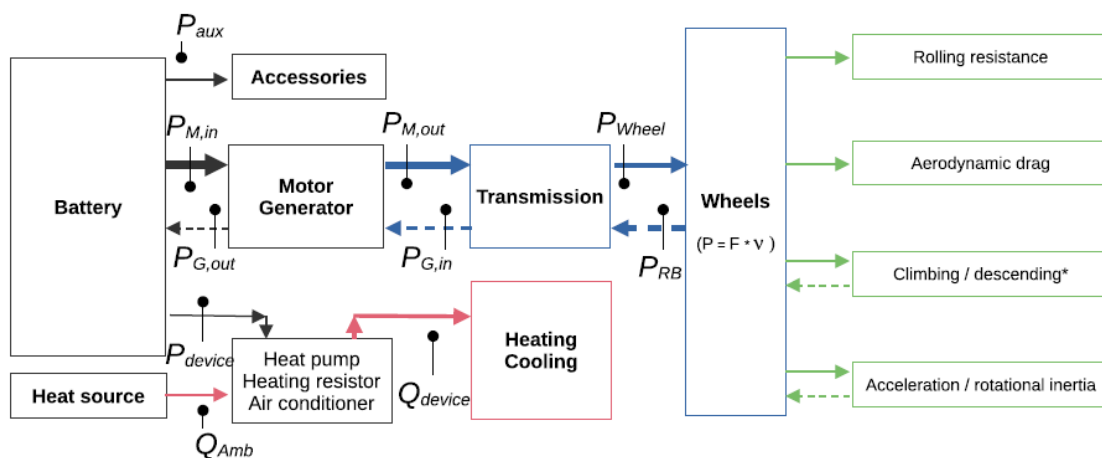 P_aux
Accessories
Rolling resistance
P_M,in
P_M,out
P_Wheel
Battery
Motor
Generator
Transmission
Wheels
(P = F * ν )
Aerodynamic drag
P_G,out
P_G,in
P_RB
Climbing / descending*
P_device
Heat pump
Heating resistor
Air conditioner
Heating
Cooling
Q_device
Heat source
Q_Amb
Acceleration / rotational inertia